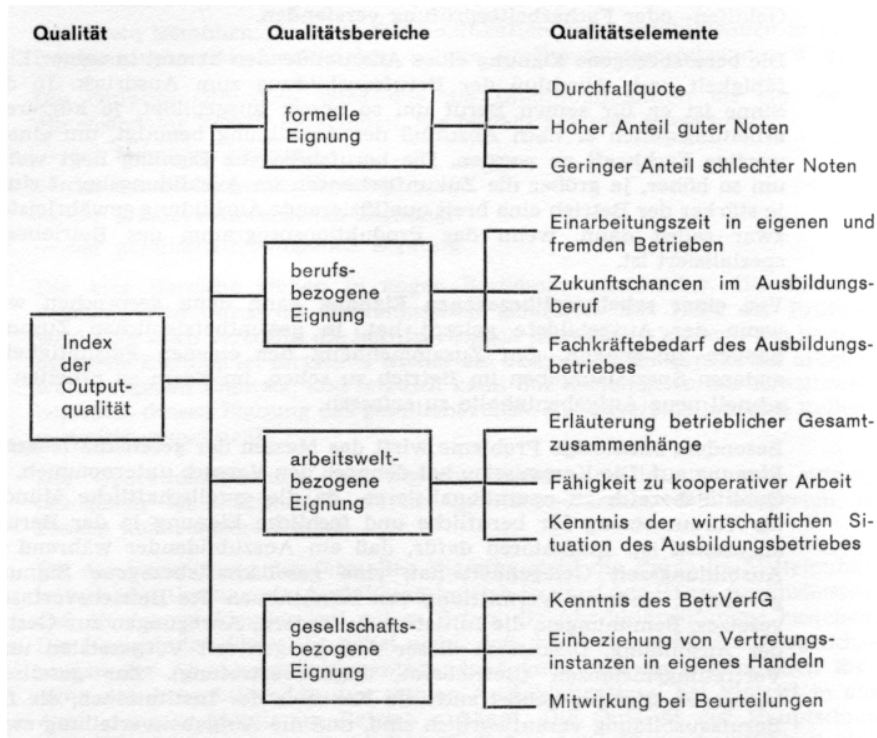 Qualität
Qualitätsbereiche
Qualitätselemente
Index
der
Output-
qualität
formelle
Eignung
Durchfallquote
Hoher Anteil guter Noten
Geringer Anteil schlechter Noten
berufs-
bezogene
Eignung
Einarbeitungszeit in eigenen und
fremden Betrieben
Zukunftschancen im Ausbildungs-
beruf
Fachkräftebedarf des Ausbildungs-
betriebes
arbeitswelt-
bezogene
Eignung
Erläuterung betrieblicher Gesamt-
zusammenhänge
Fähigkeit zu kooperativer Arbeit
Kenntnis der wirtschaftlichen Si-
tuation des Ausbildungsbetriebes
gesellschafts-
bezogene
Eignung
Kenntnis des BetrVerfG
Einbeziehung von Vertretungs-
instanzen in eigenes Handeln
Mitwirkung bei Beurteilungen